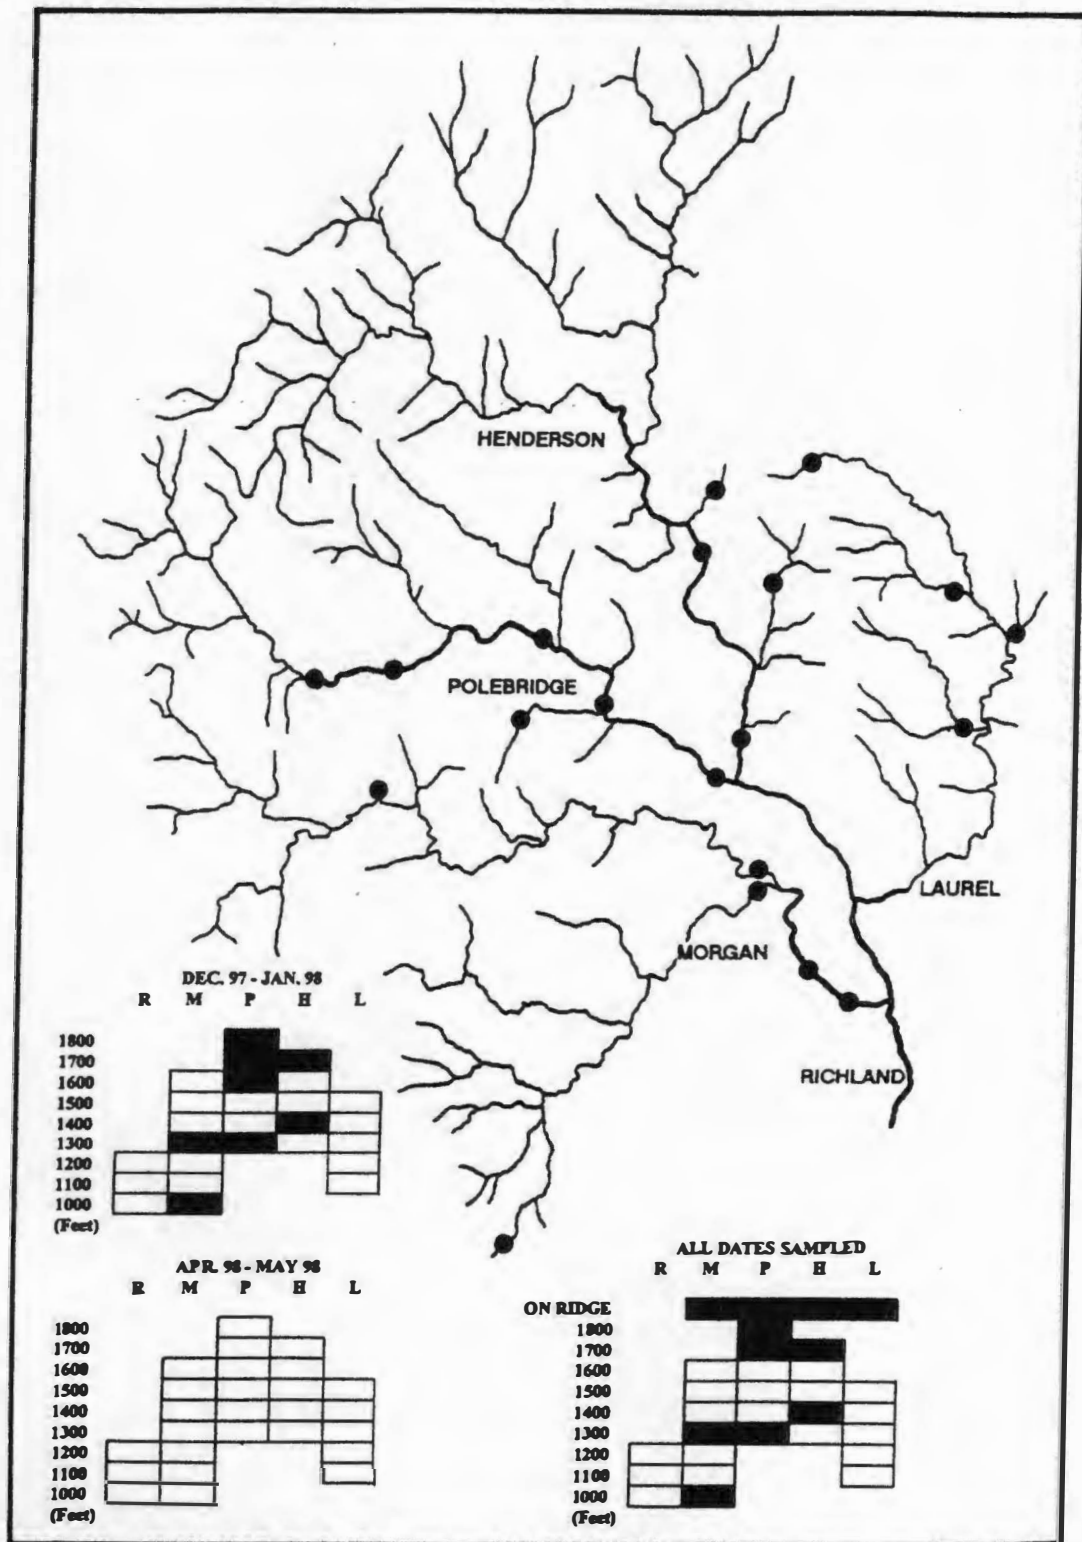 HENDERSON
POLEBRIDGE
LAUREL
MORGAN
RICHLAND
DEC. 97 - JAN. 98
R M P H L
1800
1700
1600
1500
1400
1300
1200
1100
1000
(Feet)
APR. 98 - MAY 98
R M P H L
1800
1700
1600
1500
1400
1300
1200
1100
1000
(Feet)
ALL DATES SAMPLED
R M P H L
ON RIDGE
1800
1700
1600
1500
1400
1300
1200
1100
1000
(Feet)